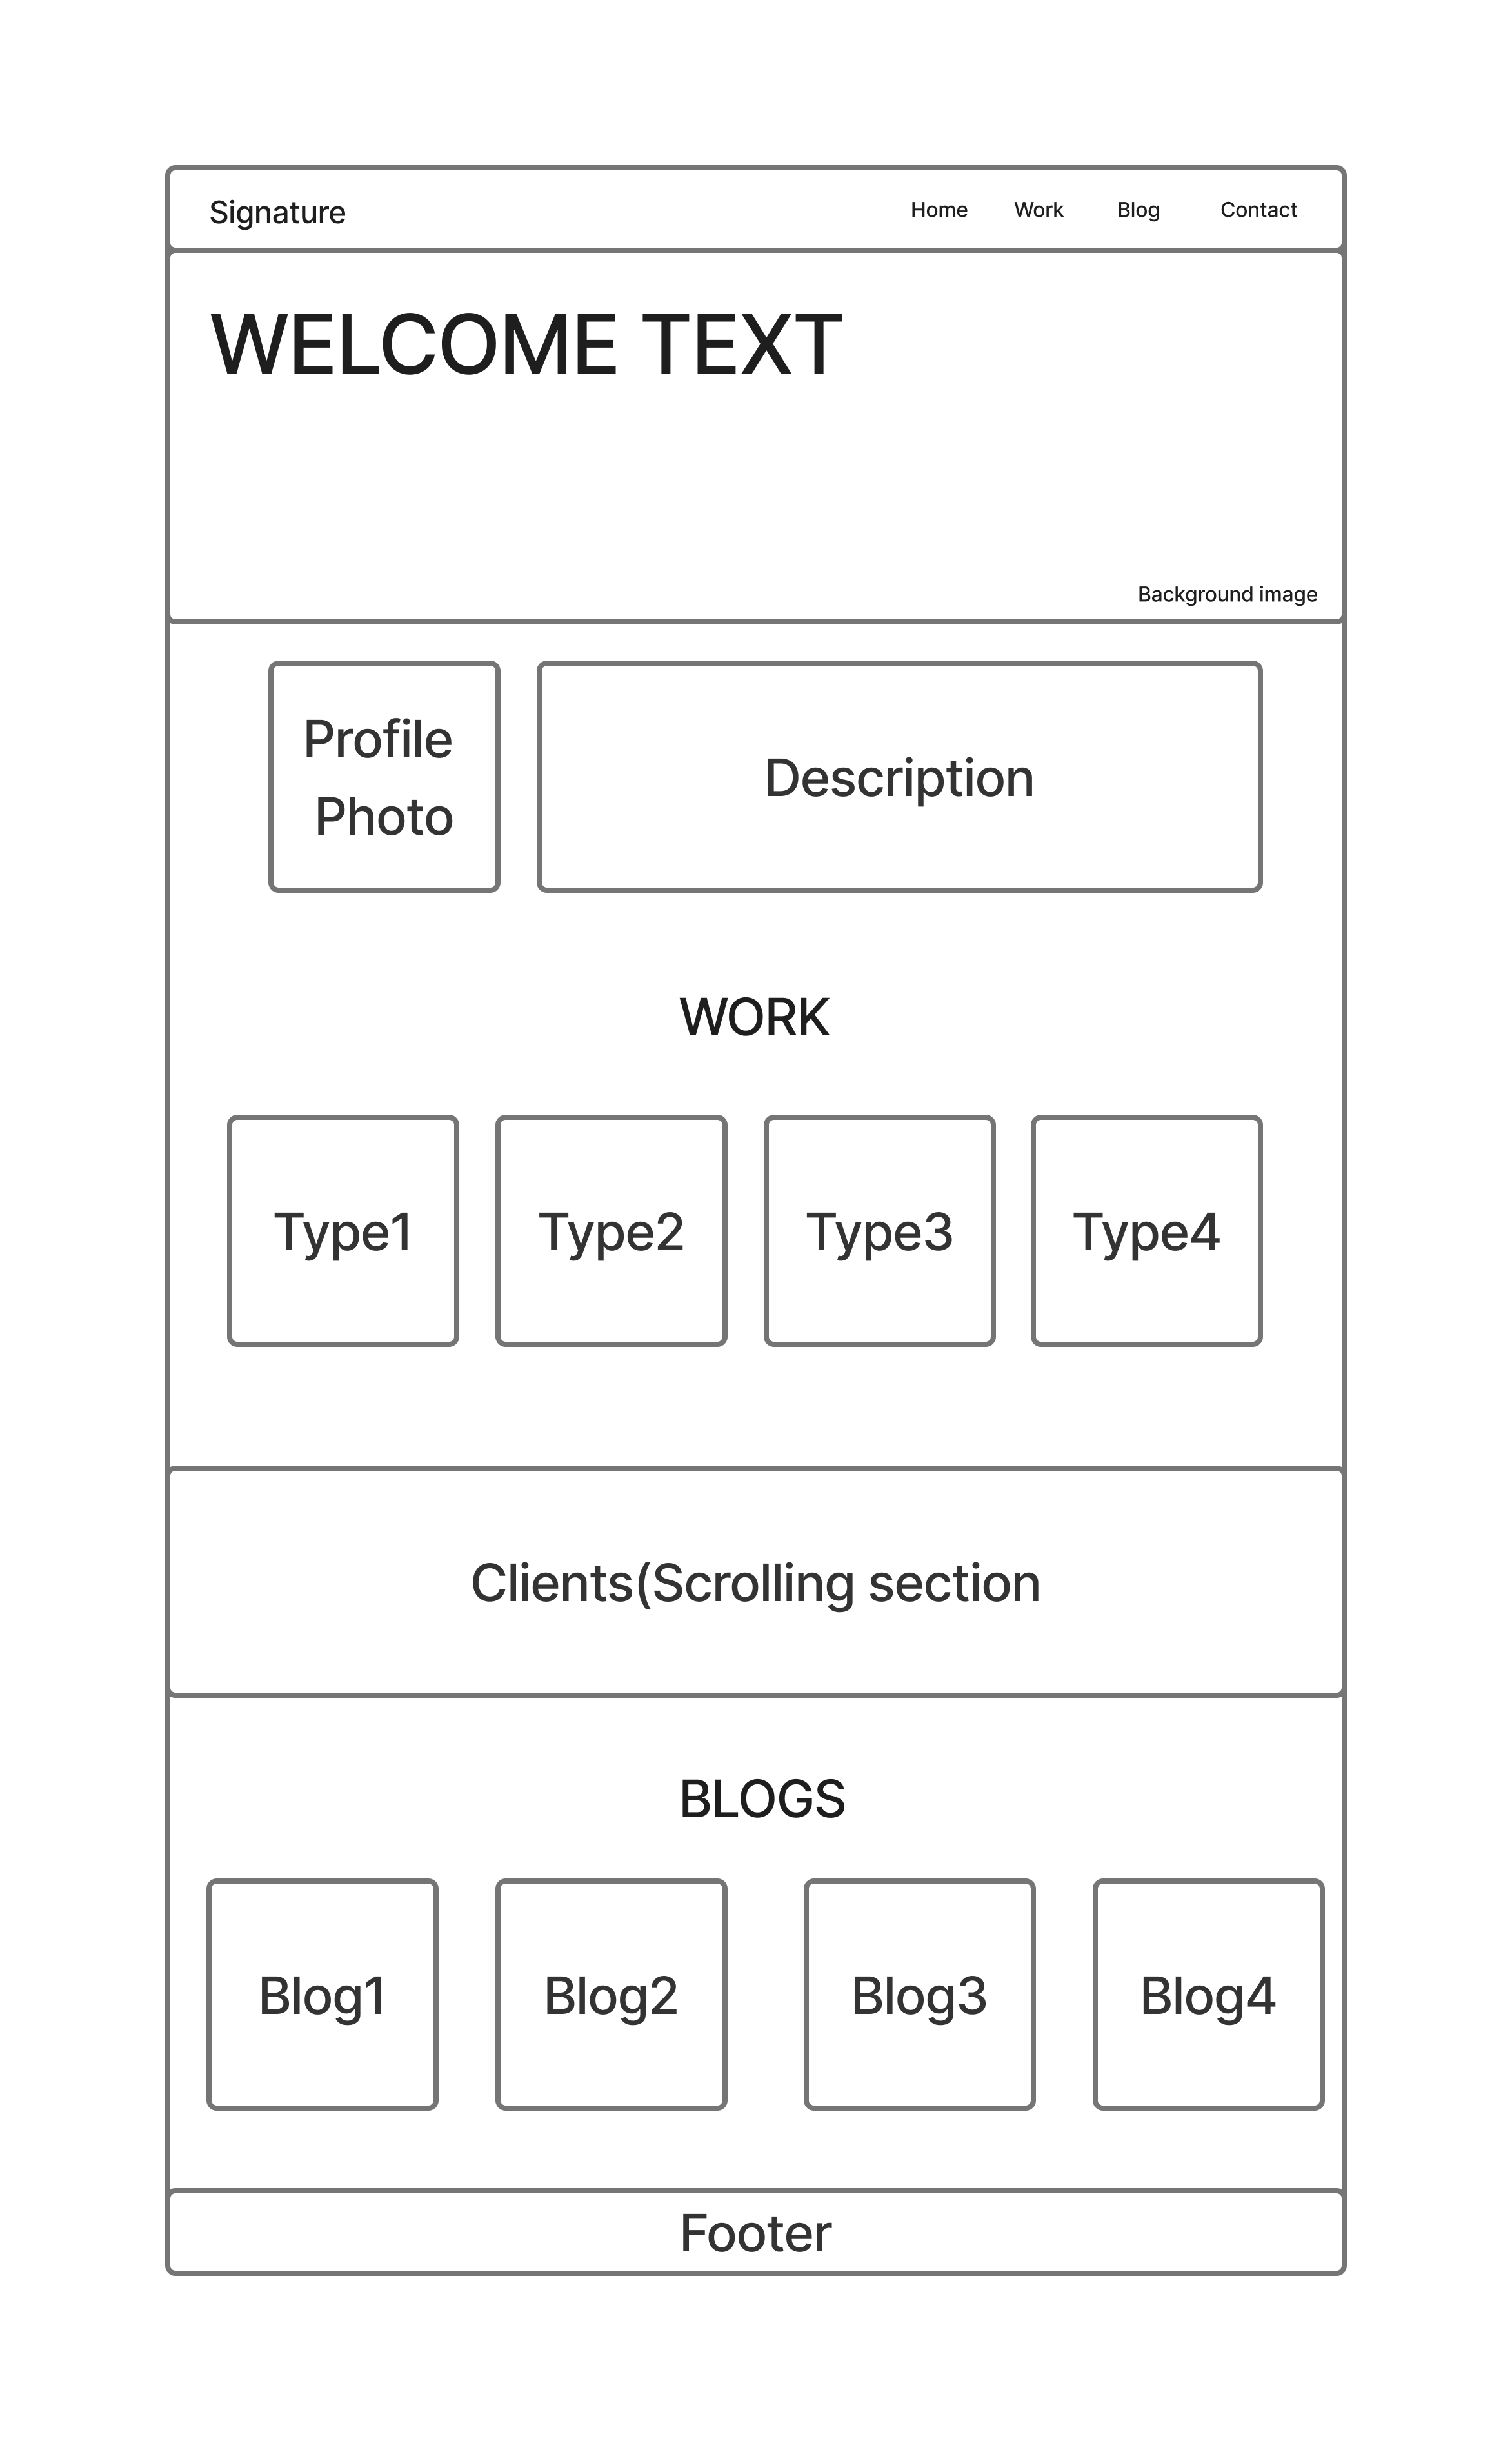 Signature
Home Work Blog Contact
WELCOME TEXT
Background image
Profile
Photo
Description
WORK
Type1 Type2 Type3 Type4
Clients(Scrolling section
BLOGS
Blog1 Blog2 Blog3 Blog4
Footer